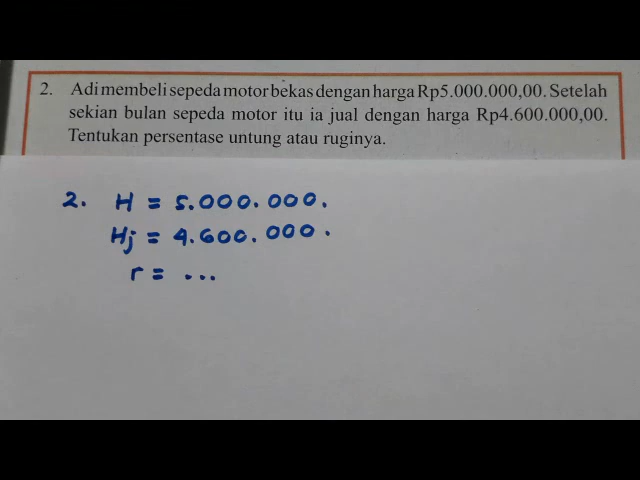 2. Adi membeli sepeda motor bekas dengan harga Rp5.000.000,00. Setelah
sekian bulan sepeda motor itu ia jual dengan harga Rp4.600.000,00.
Tentukan persentase untung atau ruginya.
2. H = 5.000.000.
Hj = 4.600.000.
r = ...